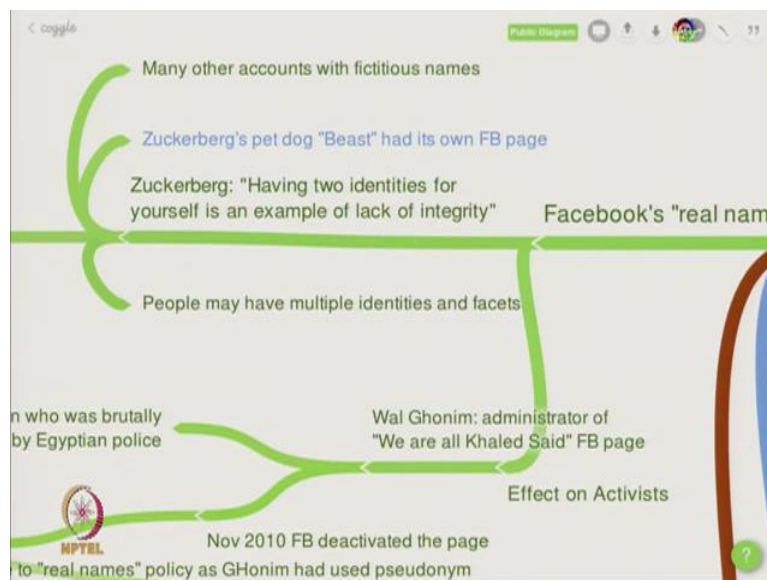 coggle
Public Diagram
Many other accounts with fictitious names
Zuckerberg's pet dog "Beast" had its own FB page
Zuckerberg: "Having two identities for
yourself is an example of lack of integrity"
Facebook's "real nam
People may have multiple identities and facets
n who was brutally
by Egyptian police
Wal Ghonim: administrator of
"We are all Khaled Said" FB page
Effect on Activists
NPTEL
Nov 2010 FB deactivated the page
to "real names" policy as GHonim had used pseudonym
?